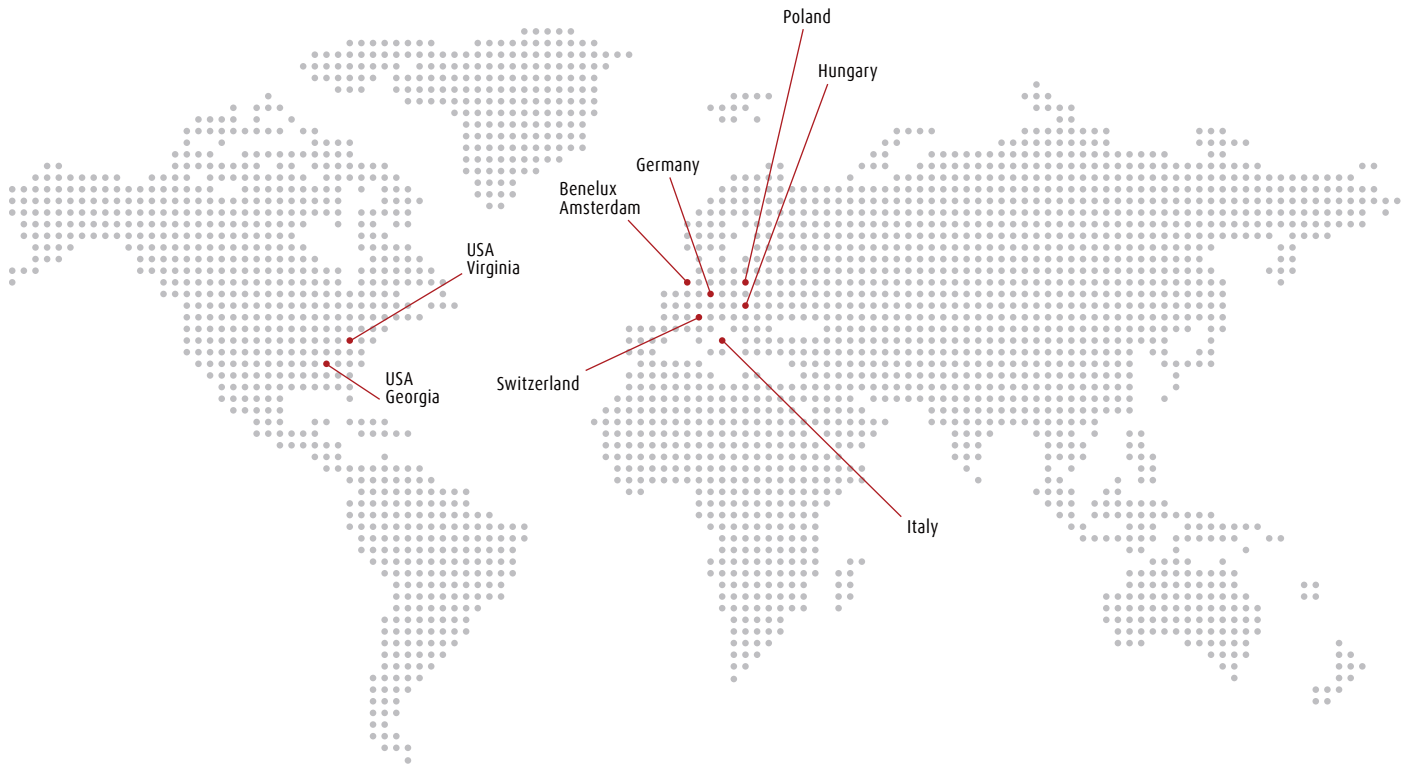 Poland
Hungary
Germany
Benelux
Amsterdam
USA
Virginia
Switzerland
USA
Georgia
Italy